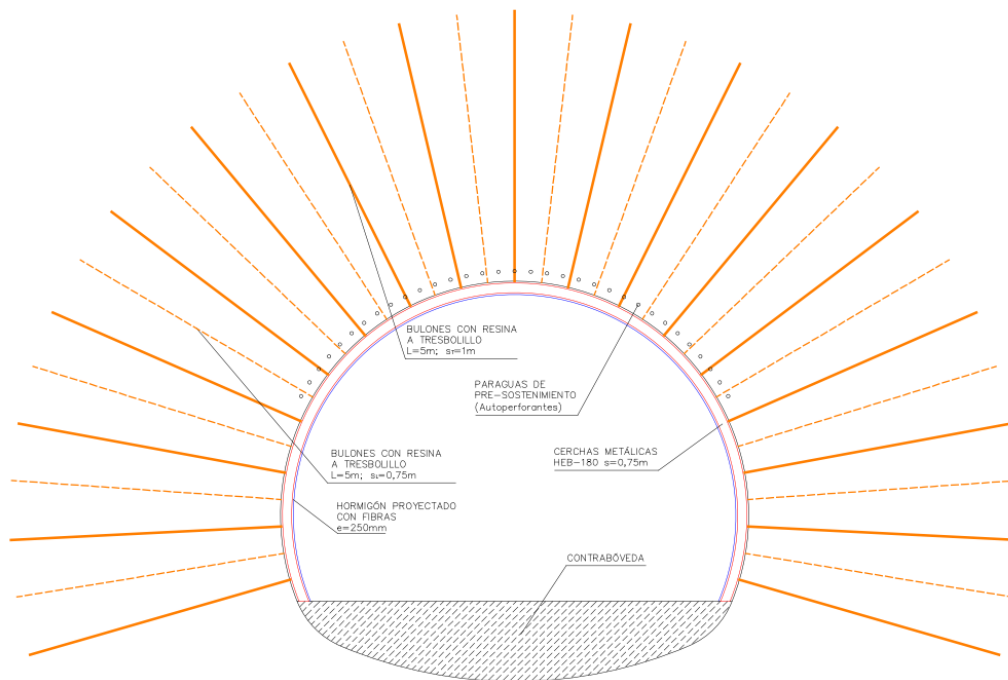 BULONES CON RESINA
A TRESBOLILLO
L=5m; sT=1m
PARAGUAS DE
PRE-SOSTENIMIENTO
(Autoperforantes)
CERCHAS METÁLICAS
HEB-180 s=0,75m
BULONES CON RESINA
A TRESBOLILLO
L=5m; sL=0,75m
HORMIGÓN PROYECTADO
CON FIBRAS
e=250mm
CONTRABÓVEDA